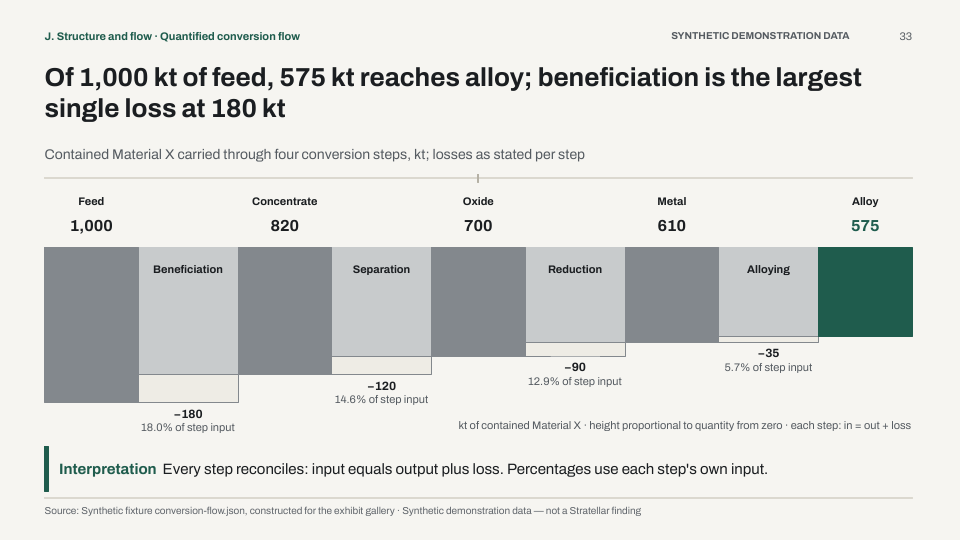 J. Structure and flow · Quantified conversion flow
SYNTHETIC DEMONSTRATION DATA
33
Of 1,000 kt of feed, 575 kt reaches alloy; beneficiation is the largest
single loss at 180 kt
Contained Material X carried through four conversion steps, kt; losses as stated per step
Feed
1,000
Concentrate
820
Oxide
700
Metal
610
Alloy
575
Beneficiation
Separation
Reduction
Alloying
–180
18.0% of step input
–120
14.6% of step input
–90
12.9% of step input
–35
5.7% of step input
kt of contained Material X · height proportional to quantity from zero · each step: in = out + loss
Interpretation Every step reconciles: input equals output plus loss. Percentages use each step's own input.
Source: Synthetic fixture conversion-flow.json, constructed for the exhibit gallery · Synthetic demonstration data — not a Stratellar finding